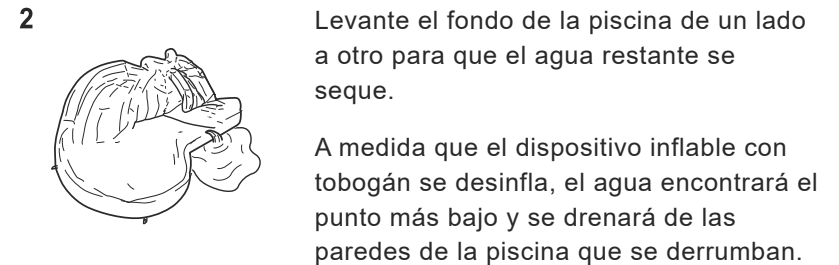 2
Levante el fondo de la piscina de un lado
a otro para que el agua restante se
seque.
A medida que el dispositivo inflable con
tobogán se desinfla, el agua encontrará el
punto más bajo y se drenará de las
paredes de la piscina que se derrumban.